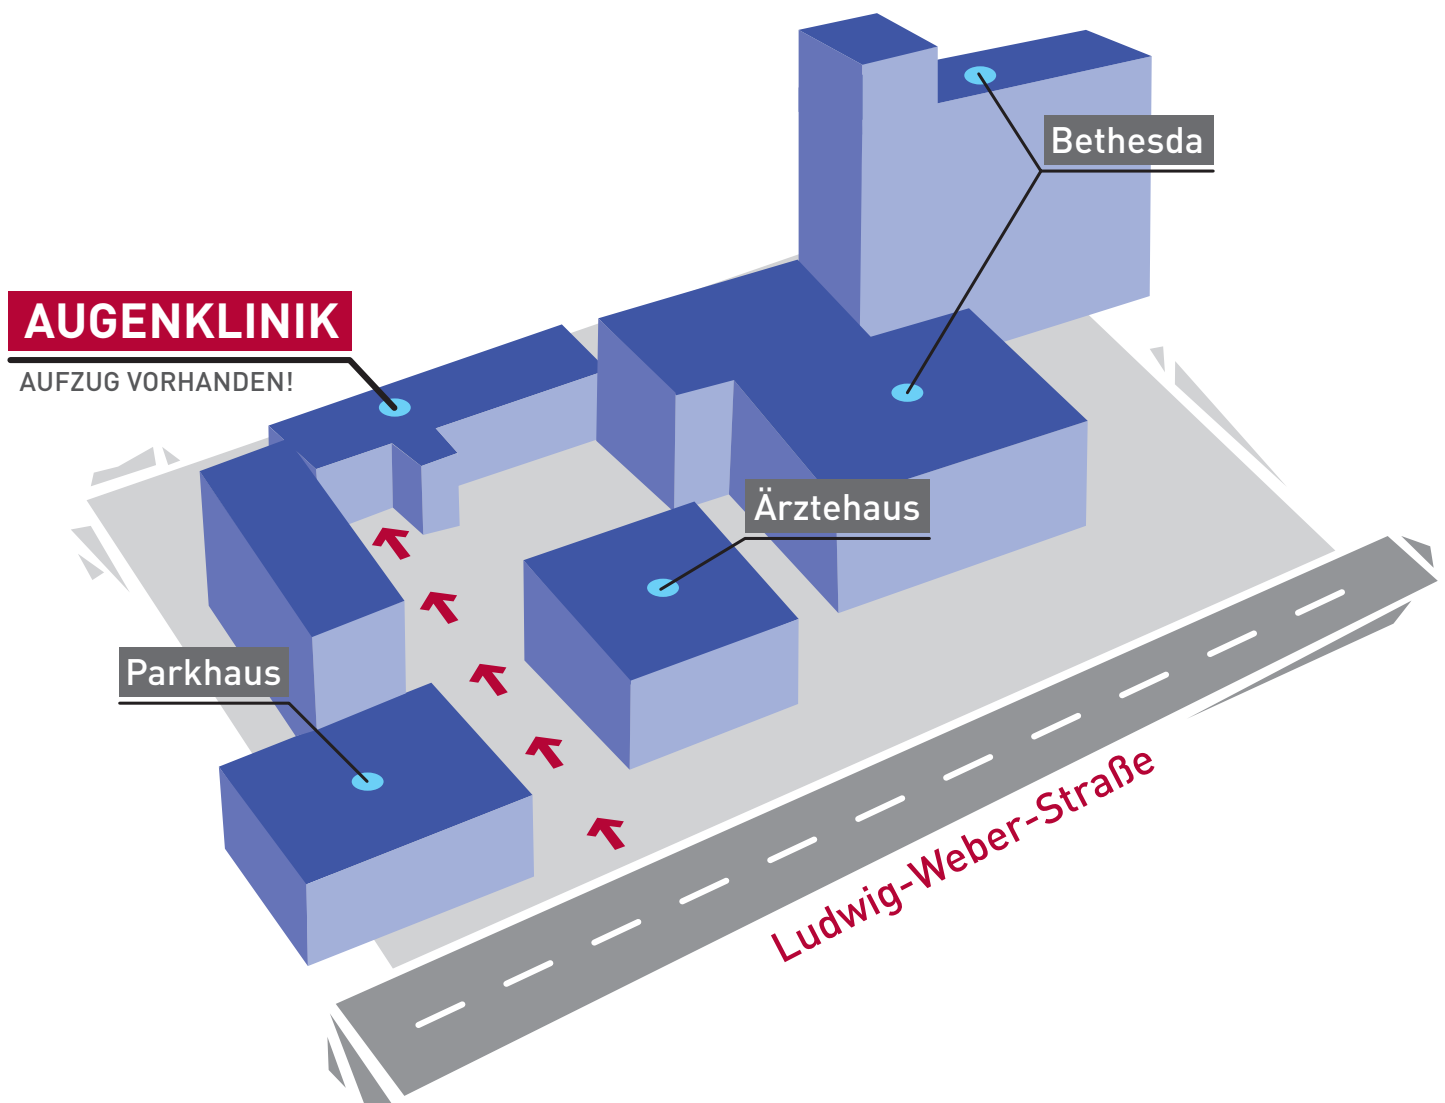 Bethesda
AUGENKLINIK
AUFZUG VORHANDEN!
Ärztehaus
Parkhaus
Ludwig-Weber-Straße